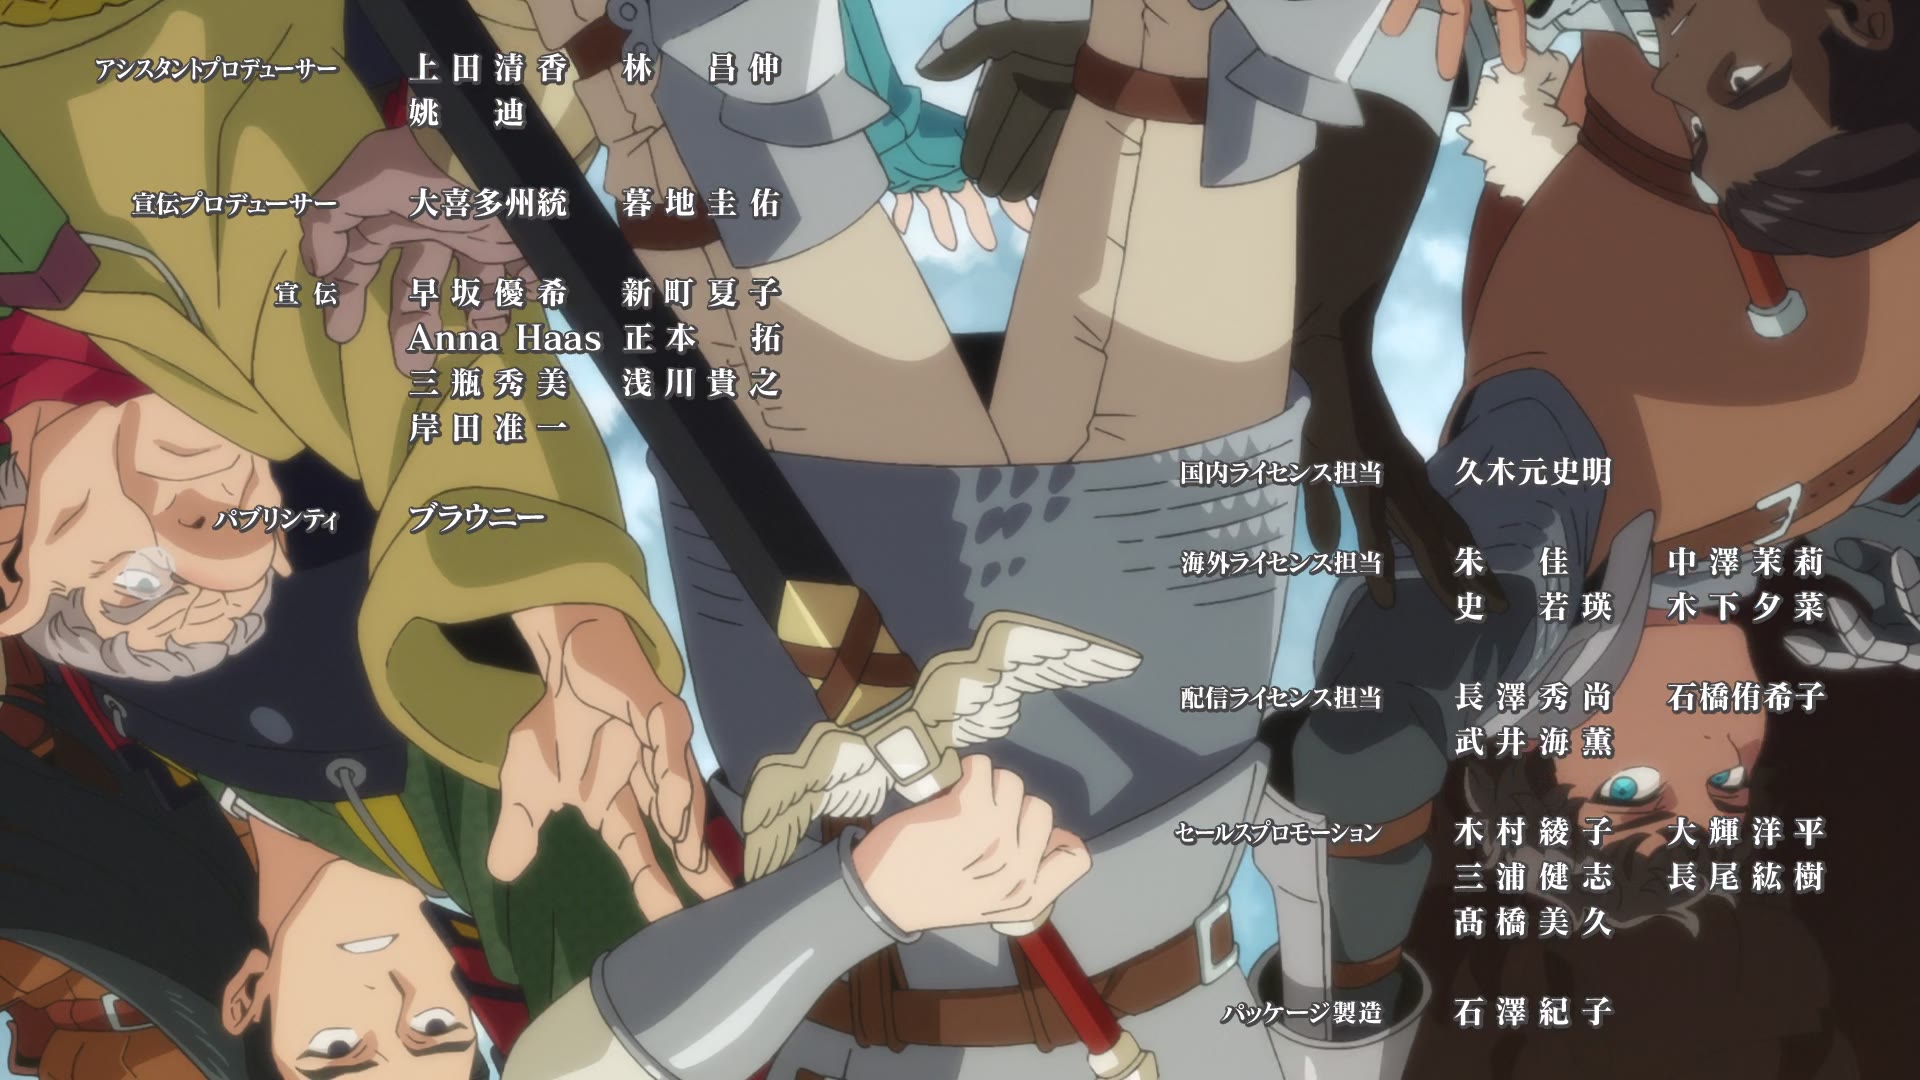 アシスタントプロデューサー 上田清香 林 昌伸
姚 迪
宣伝プロデューサー 大喜多州統 暮地圭佑
宣伝 早坂優希 新町夏子
Anna Haas 正本 拓
三瓶秀美 浅川貴之
岸田准一
パブリシティ ブラウニー
国内ライセンス担当 久木元史明
海外ライセンス担当 朱 佳 中澤茉莉
史 若瑛 木下夕菜
配信ライセンス担当 長澤秀尚 石橋侑希子
武井海薫
セールスプロモーション 木村綾子 大輝洋平
三浦健志 長尾紘樹
髙橋美久
パッケージ製造 石澤紀子